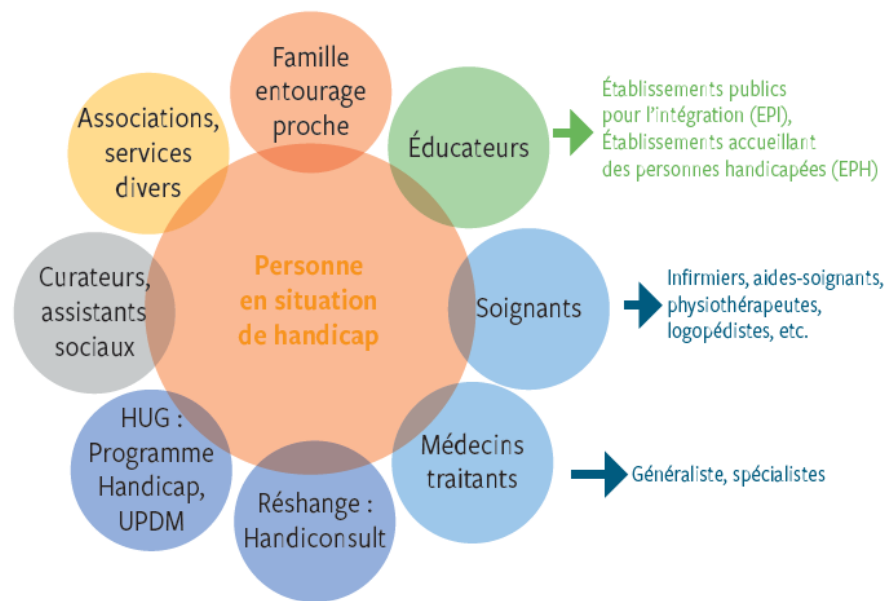 Famille
entourage
proche
Éducateurs
Établissements publics
pour l'intégration (EPI),
Établissements accueillant
des personnes handicapées (EPH)
Soignants
Infirmiers, aides-soignants,
physiothérapeutes,
logopédistes, etc.
Médecins
traitants
Généraliste, spécialistes
Réshange :
Handiconsult
HUG :
Programme
Handicap,
UPDM
Curateurs,
assistants
sociaux
Associations,
services
divers
Personne
en situation
de handicap